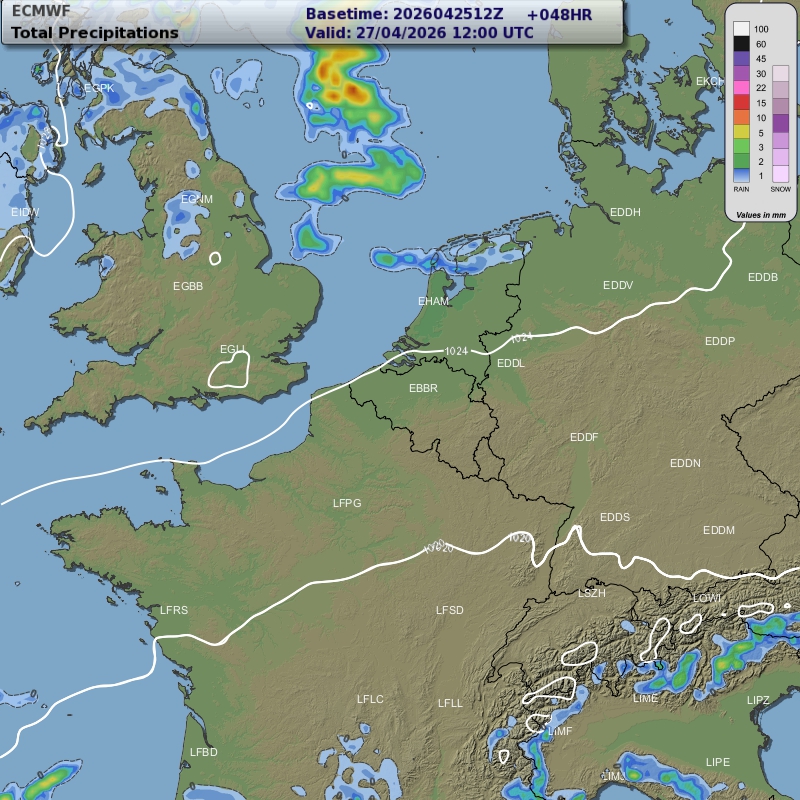 ECMWF
Basetime: 2026042512Z +048HR
Total Precipitations
Valid: 27/04/2026 12:00 UTC
100
60
45
30
22
15
10
5
3
2
1
RAIN SNOW
Values in mm
EGPK
EKCH
EIDW
EGNM
EDDH
EGBB
EHAM
EDDV
EDDB
EGLL
1024
1024
EDDL
EDDP
EBBR
EDDF
EDDN
LFPG
EDDS
EDDM
1020
1020
LFRS
LFSD
LSZH
LOWI
LFLC
LFLL
LIME
LIPZ
LIMF
LFBD
LIPE